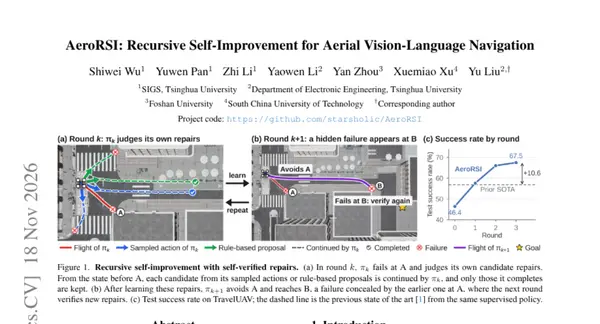 AeroRSI: Recursive Self-Improvement for Aerial Vision-Language Navigation
Shiwei Wu¹ Yuwen Pan¹ Zhi Li¹ Yaowen Li² Yan Zhou³ Xuemiao Xu⁴ Yu Liu²,†
¹SIGS, Tsinghua University ²Department of Electronic Engineering, Tsinghua University
³Foshan University ⁴South China University of Technology †Corresponding author
Project code: https://github.com/starsholic/AeroRSI
(a) Round k: πk judges its own repairs
(b) Round k+1: a hidden failure appears at B
(c) Success rate by round
A
learn
repeat
Avoids A
A
B
Fails at B: verify again
Test success rate (%)
70
60
50
40
AeroRSI
67.5
+10.6
Prior SOTA
46.4
0 1 2 3
Round
Flight of πk
Sampled action of πk
Rule-based proposal
Continued by πk
Completed
Failure
Flight of πk+1
Goal
Figure 1. Recursive self-improvement with self-verified repairs. (a) In round k, πk fails at A and judges its own candidate repairs.
From the state before A, each candidate from its sampled actions or rule-based proposals is continued by πk, and only those it completes
are kept. (b) After learning these repairs, πk+1 avoids A and reaches B, a failure concealed by the earlier one at A, where the next round
verifies new repairs. (c) Test success rate on TravelUAV; the dashed line is the previous state of the art [1] from the same supervised policy.
cs.CV] 18 Nov 2026
Abstract
1. Introduction